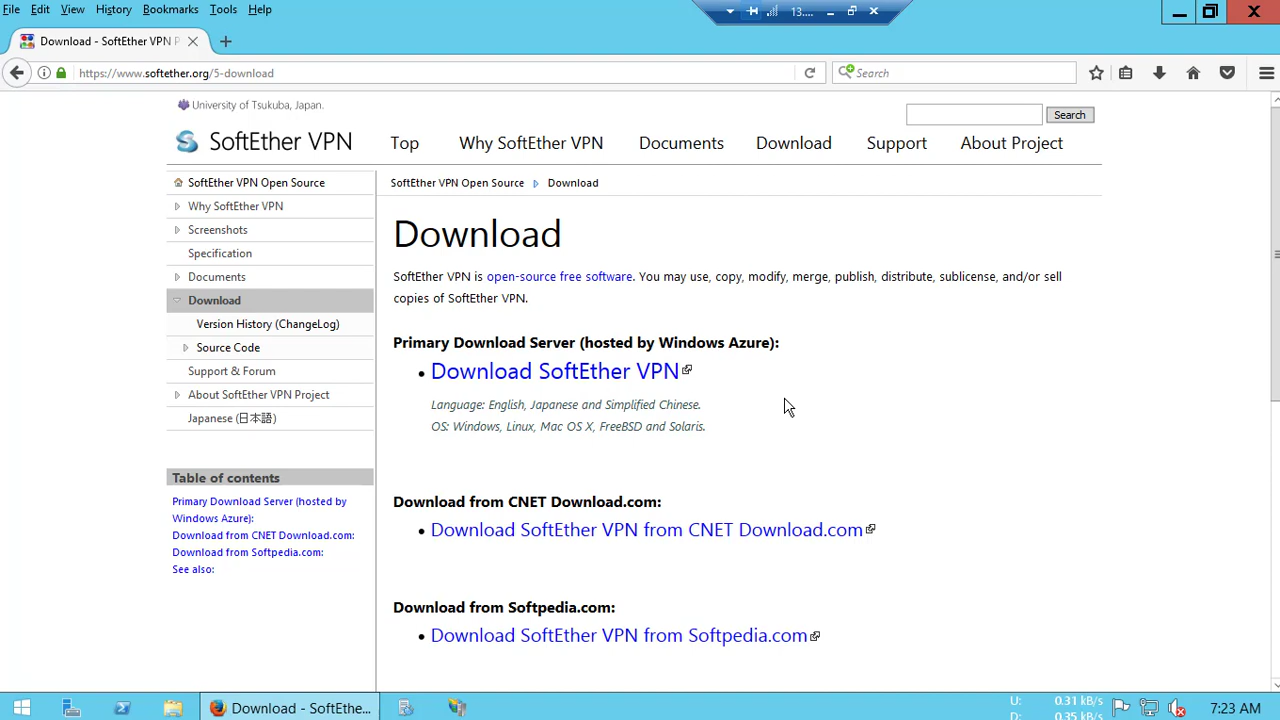 File Edit View History Bookmarks Tools Help
13....
Download - SoftEther VPN P
https://www.softether.org/5-download
Search
University of Tsukuba, Japan.
Search
SoftEther VPN
Top Why SoftEther VPN Documents Download Support About Project
SoftEther VPN Open Source
Why SoftEther VPN
Screenshots
Specification
Documents
Download
Version History (ChangeLog)
Source Code
Support & Forum
About SoftEther VPN Project
Japanese (日本語)
Table of contents
Primary Download Server (hosted by
Windows Azure):
Download from CNET Download.com:
Download from Softpedia.com:
See also:
SoftEther VPN Open Source Download
Download
SoftEther VPN is open-source free software. You may use, copy, modify, merge, publish, distribute, sublicense, and/or sell
copies of SoftEther VPN.
Primary Download Server (hosted by Windows Azure):
• Download SoftEther VPN
Language: English, Japanese and Simplified Chinese.
OS: Windows, Linux, Mac OS X, FreeBSD and Solaris.
Download from CNET Download.com:
• Download SoftEther VPN from CNET Download.com
Download from Softpedia.com:
• Download SoftEther VPN from Softpedia.com
Download - SoftEthe...
U: 0.31 kB/s
D: 0.35 kB/s
7:23 AM